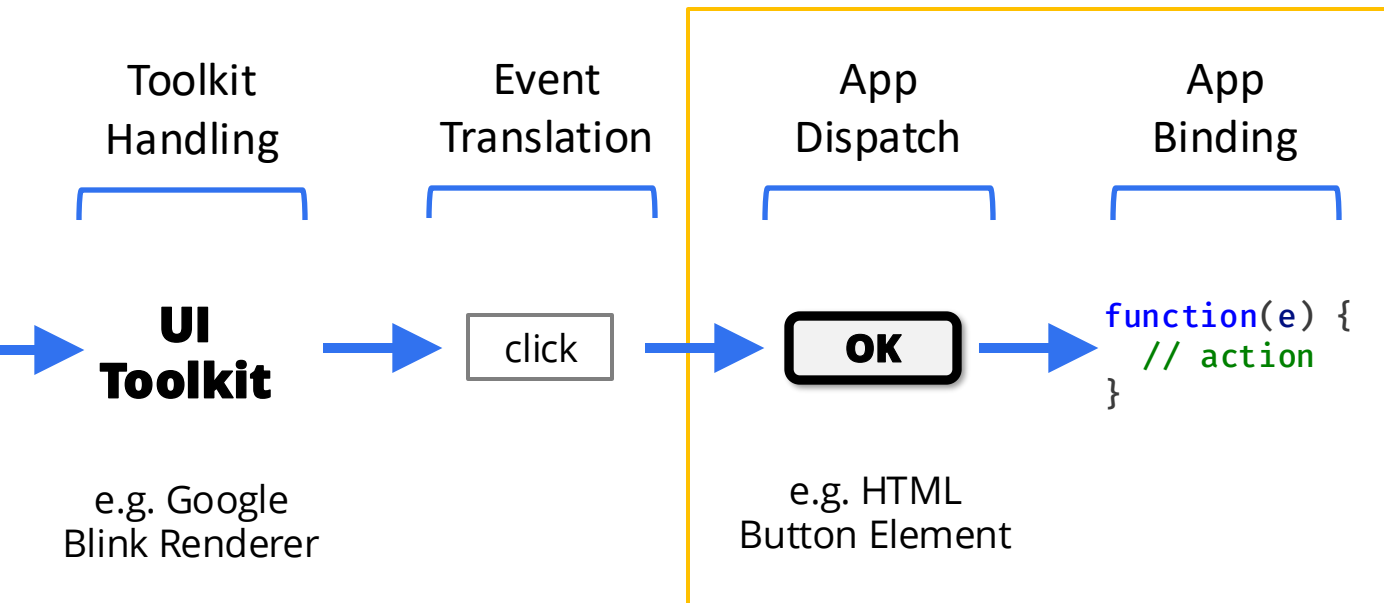 Toolkit
Handling
Event
Translation
App
Dispatch
App
Binding
UI
Toolkit
click
OK
function(e) {
// action
}
e.g. Google
Blink Renderer
e.g. HTML
Button Element